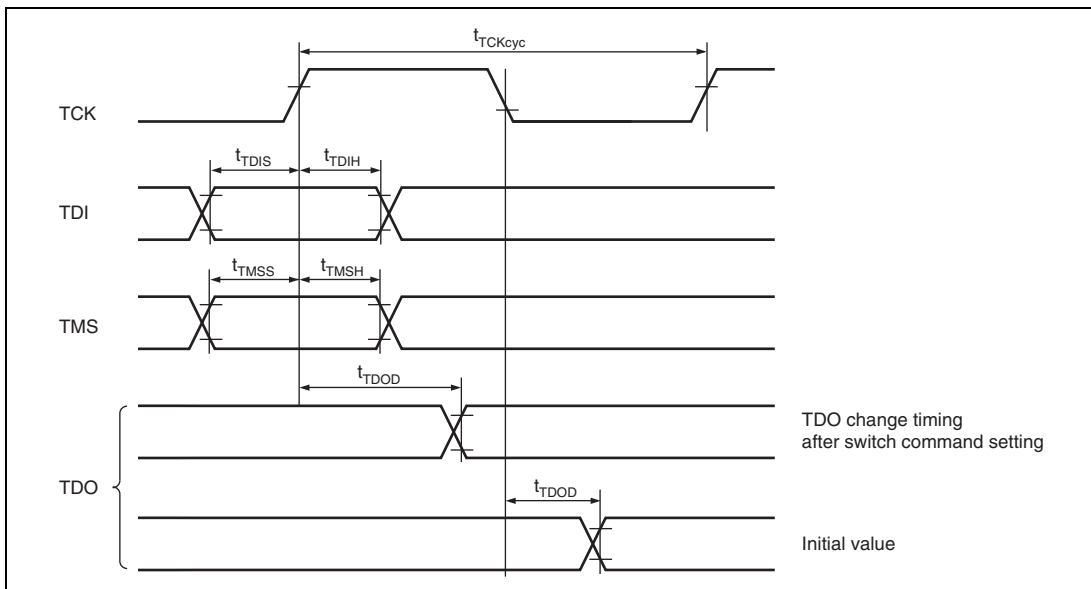 tTCKcyc
TCK
tTDIS tTDIH
TDI
tTMSS tTMSH
TMS
tTDOD
TDO change timing
after switch command setting
TDO
tTDOD
Initial value